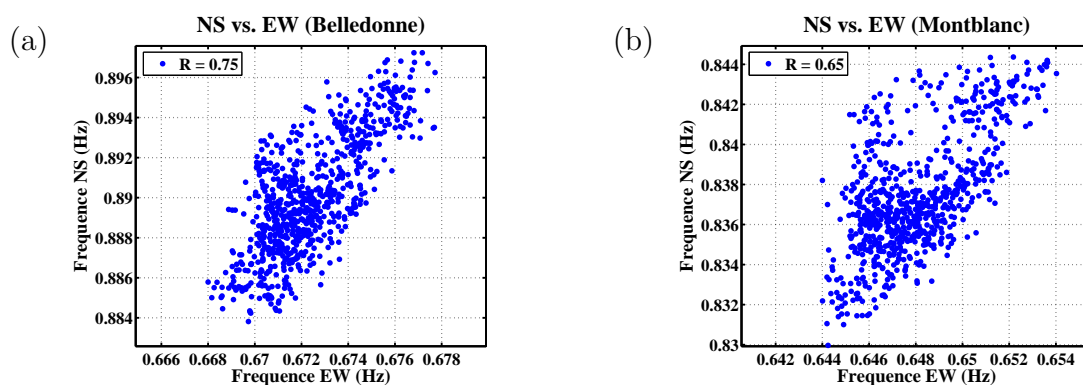 (a)
NS vs. EW (Belledonne)
R = 0.75
0.896
0.894
0.892
0.89
0.888
0.886
0.884
Frequence NS (Hz)
0.666 0.668 0.67 0.672 0.674 0.676 0.678
Frequence EW (Hz)
(b)
NS vs. EW (Montblanc)
R = 0.65
0.844
0.842
0.84
0.838
0.836
0.834
0.832
0.83
Frequence NS (Hz)
0.642 0.644 0.646 0.648 0.65 0.652 0.654
Frequence EW (Hz)